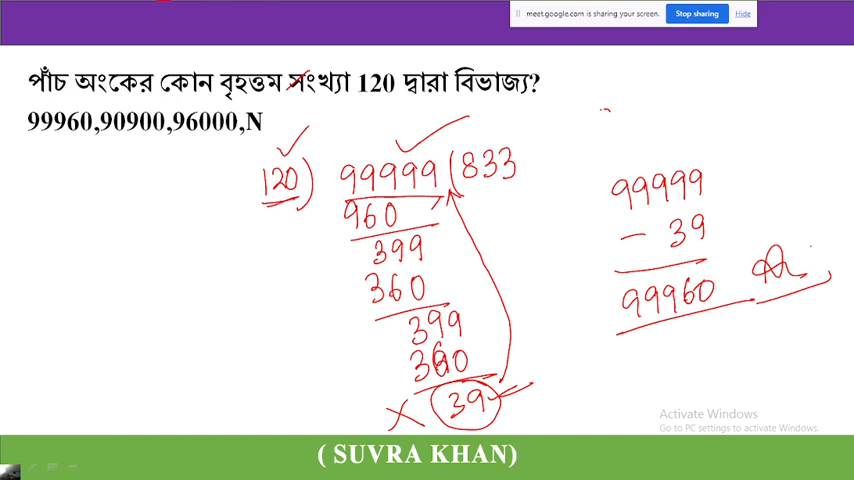 meet.google.com is sharing your screen. Stop sharing Hide
পাঁচ অংকের কোন বৃহত্তম সংখ্যা 120 দ্বারা বিভাজ্য?
99960,90900,96000,N
120) 99999 (833
960
399
360
399
360
39
99999
- 39
99960
Activate Windows
Go to PC settings to activate Windows.
( SUVRA KHAN)